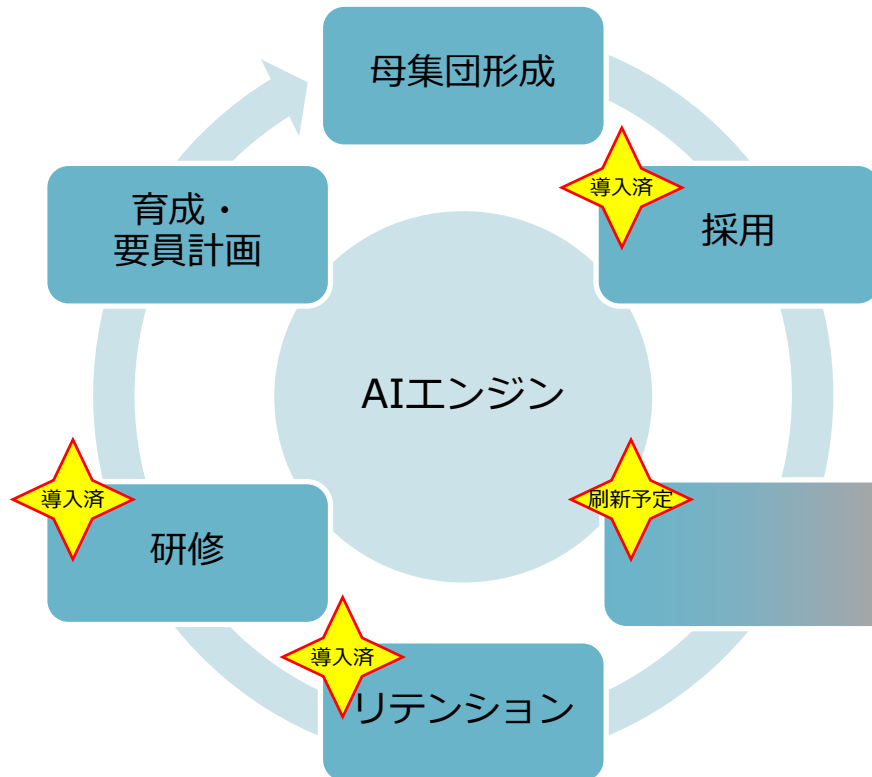 母集団形成
導入済
採用
育成・
要員計画
AIエンジン
導入済
研修
刷新予定
導入済
リテンション